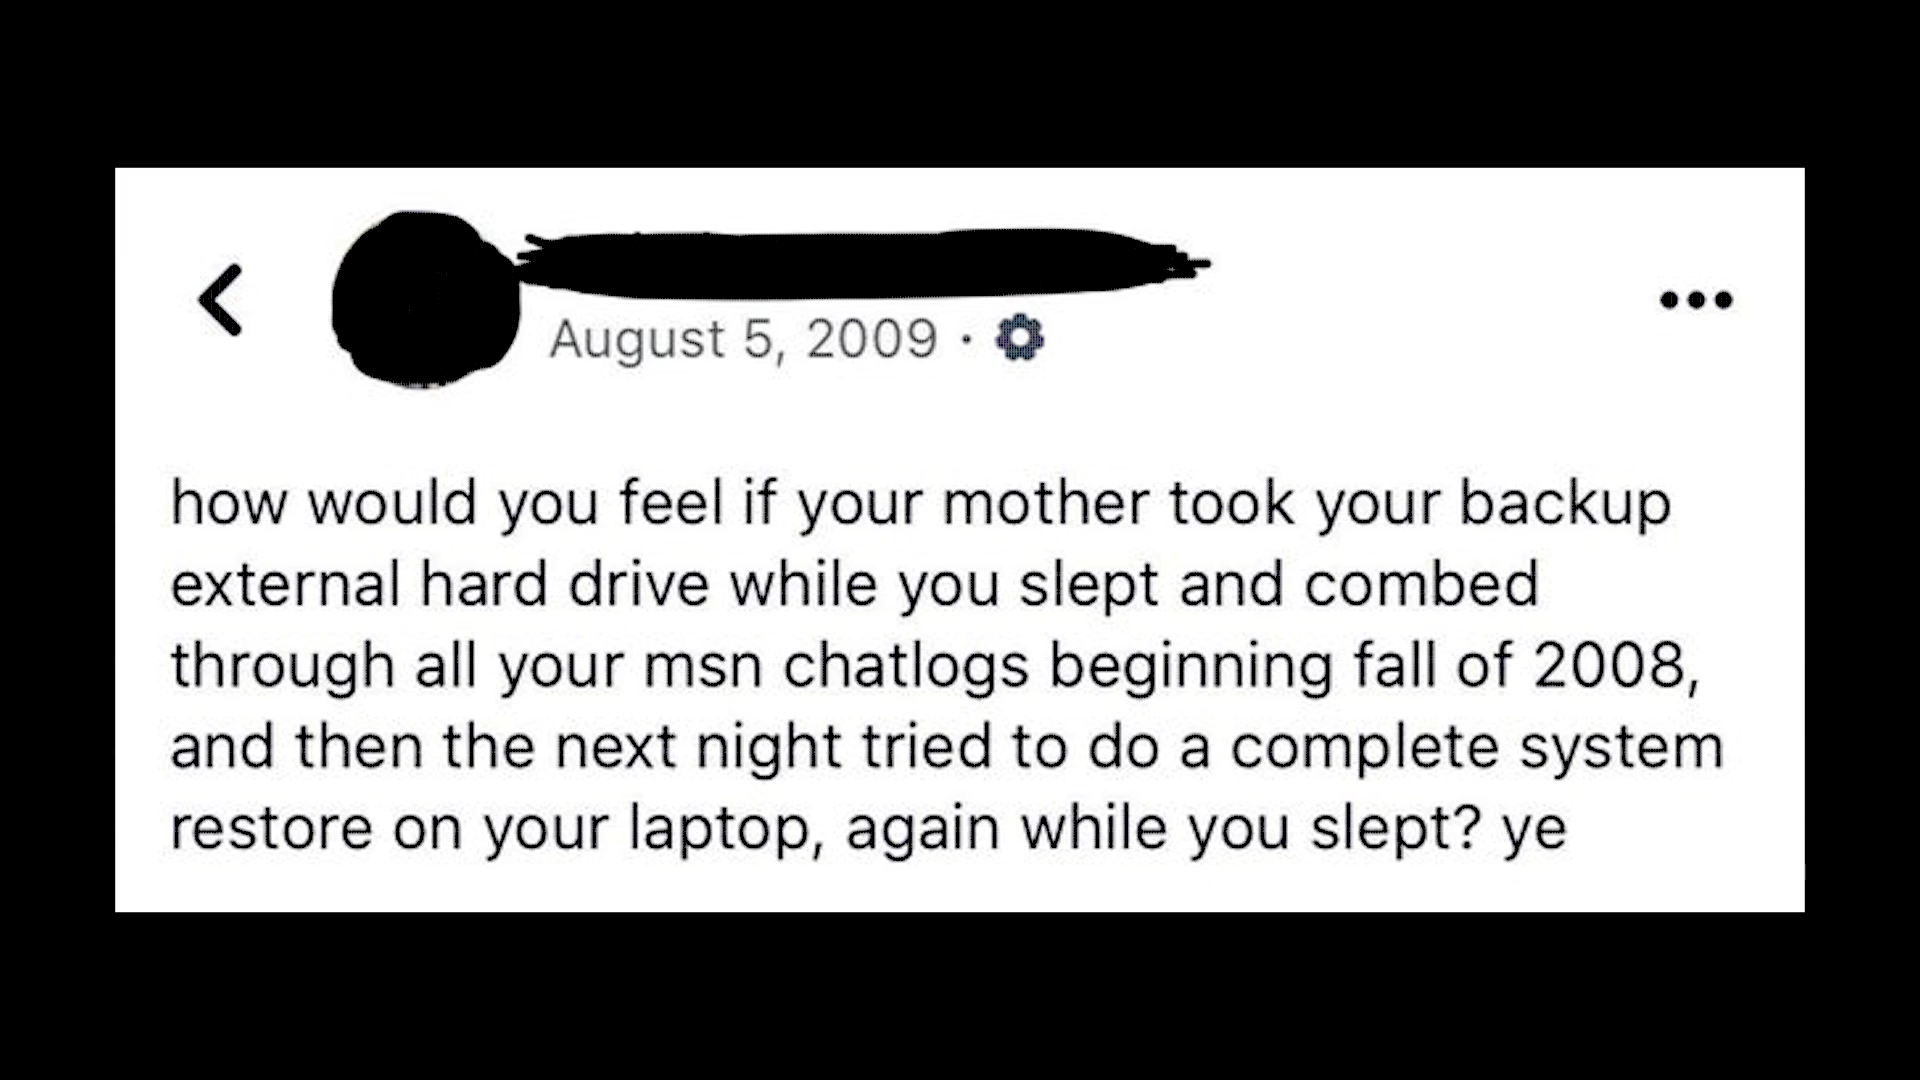 August 5, 2009 ·
how would you feel if your mother took your backup
external hard drive while you slept and combed
through all your msn chatlogs beginning fall of 2008,
and then the next night tried to do a complete system
restore on your laptop, again while you slept? ye